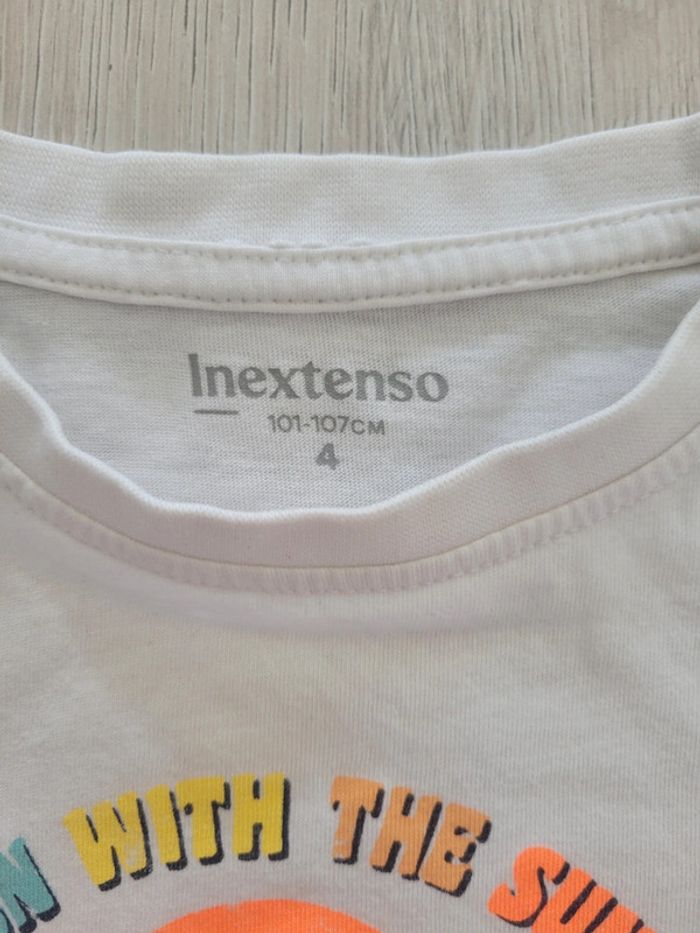 Inextenso
101-107CM
4
WITH THE